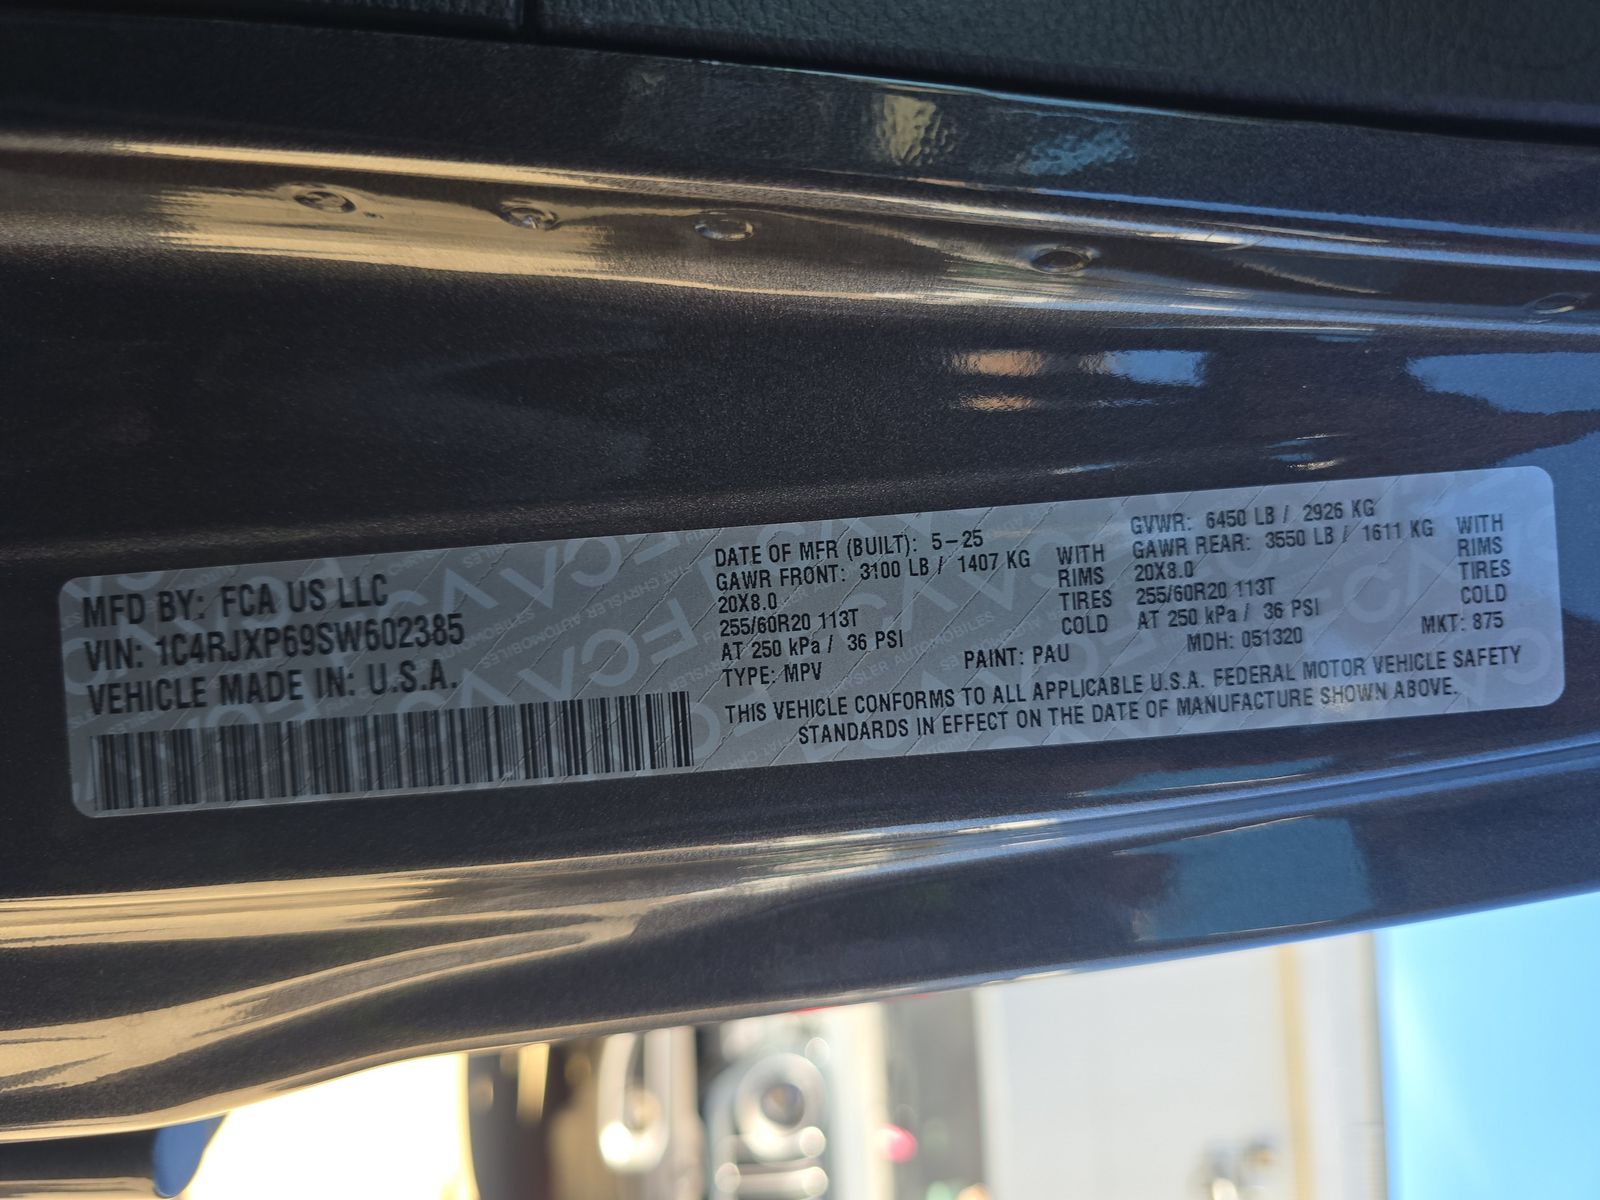 MFD BY: FCA US LLC
VIN: 1C4RJXP69SW602385
VEHICLE MADE IN: U.S.A.
DATE OF MFR (BUILT): 5-25
GAWR FRONT: 3100 LB / 1407 KG WITH
20X8.0 RIMS
255/60R20 113T TIRES
AT 250 kPa / 36 PSI COLD
TYPE: MPV PAINT: PAU
GVWR: 6450 LB / 2926 KG
GAWR REAR: 3550 LB / 1611 KG WITH
20X8.0 RIMS
255/60R20 113T TIRES
AT 250 kPa / 36 PSI COLD
MDH: 051320 MKT: 875
THIS VEHICLE CONFORMS TO ALL APPLICABLE U.S.A. FEDERAL MOTOR VEHICLE SAFETY
STANDARDS IN EFFECT ON THE DATE OF MANUFACTURE SHOWN ABOVE.